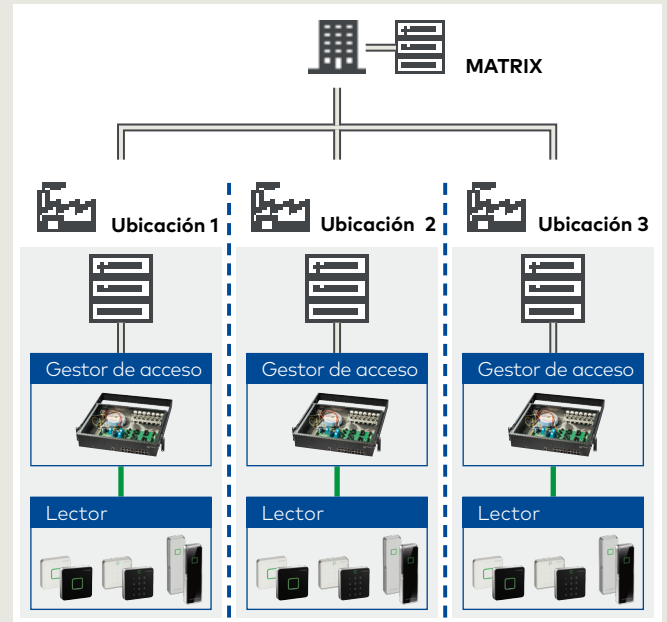 MATRIX
Ubicación 1
Ubicación 2
Ubicación 3
Gestor de acceso
Gestor de acceso
Gestor de acceso
Lector
Lector
Lector